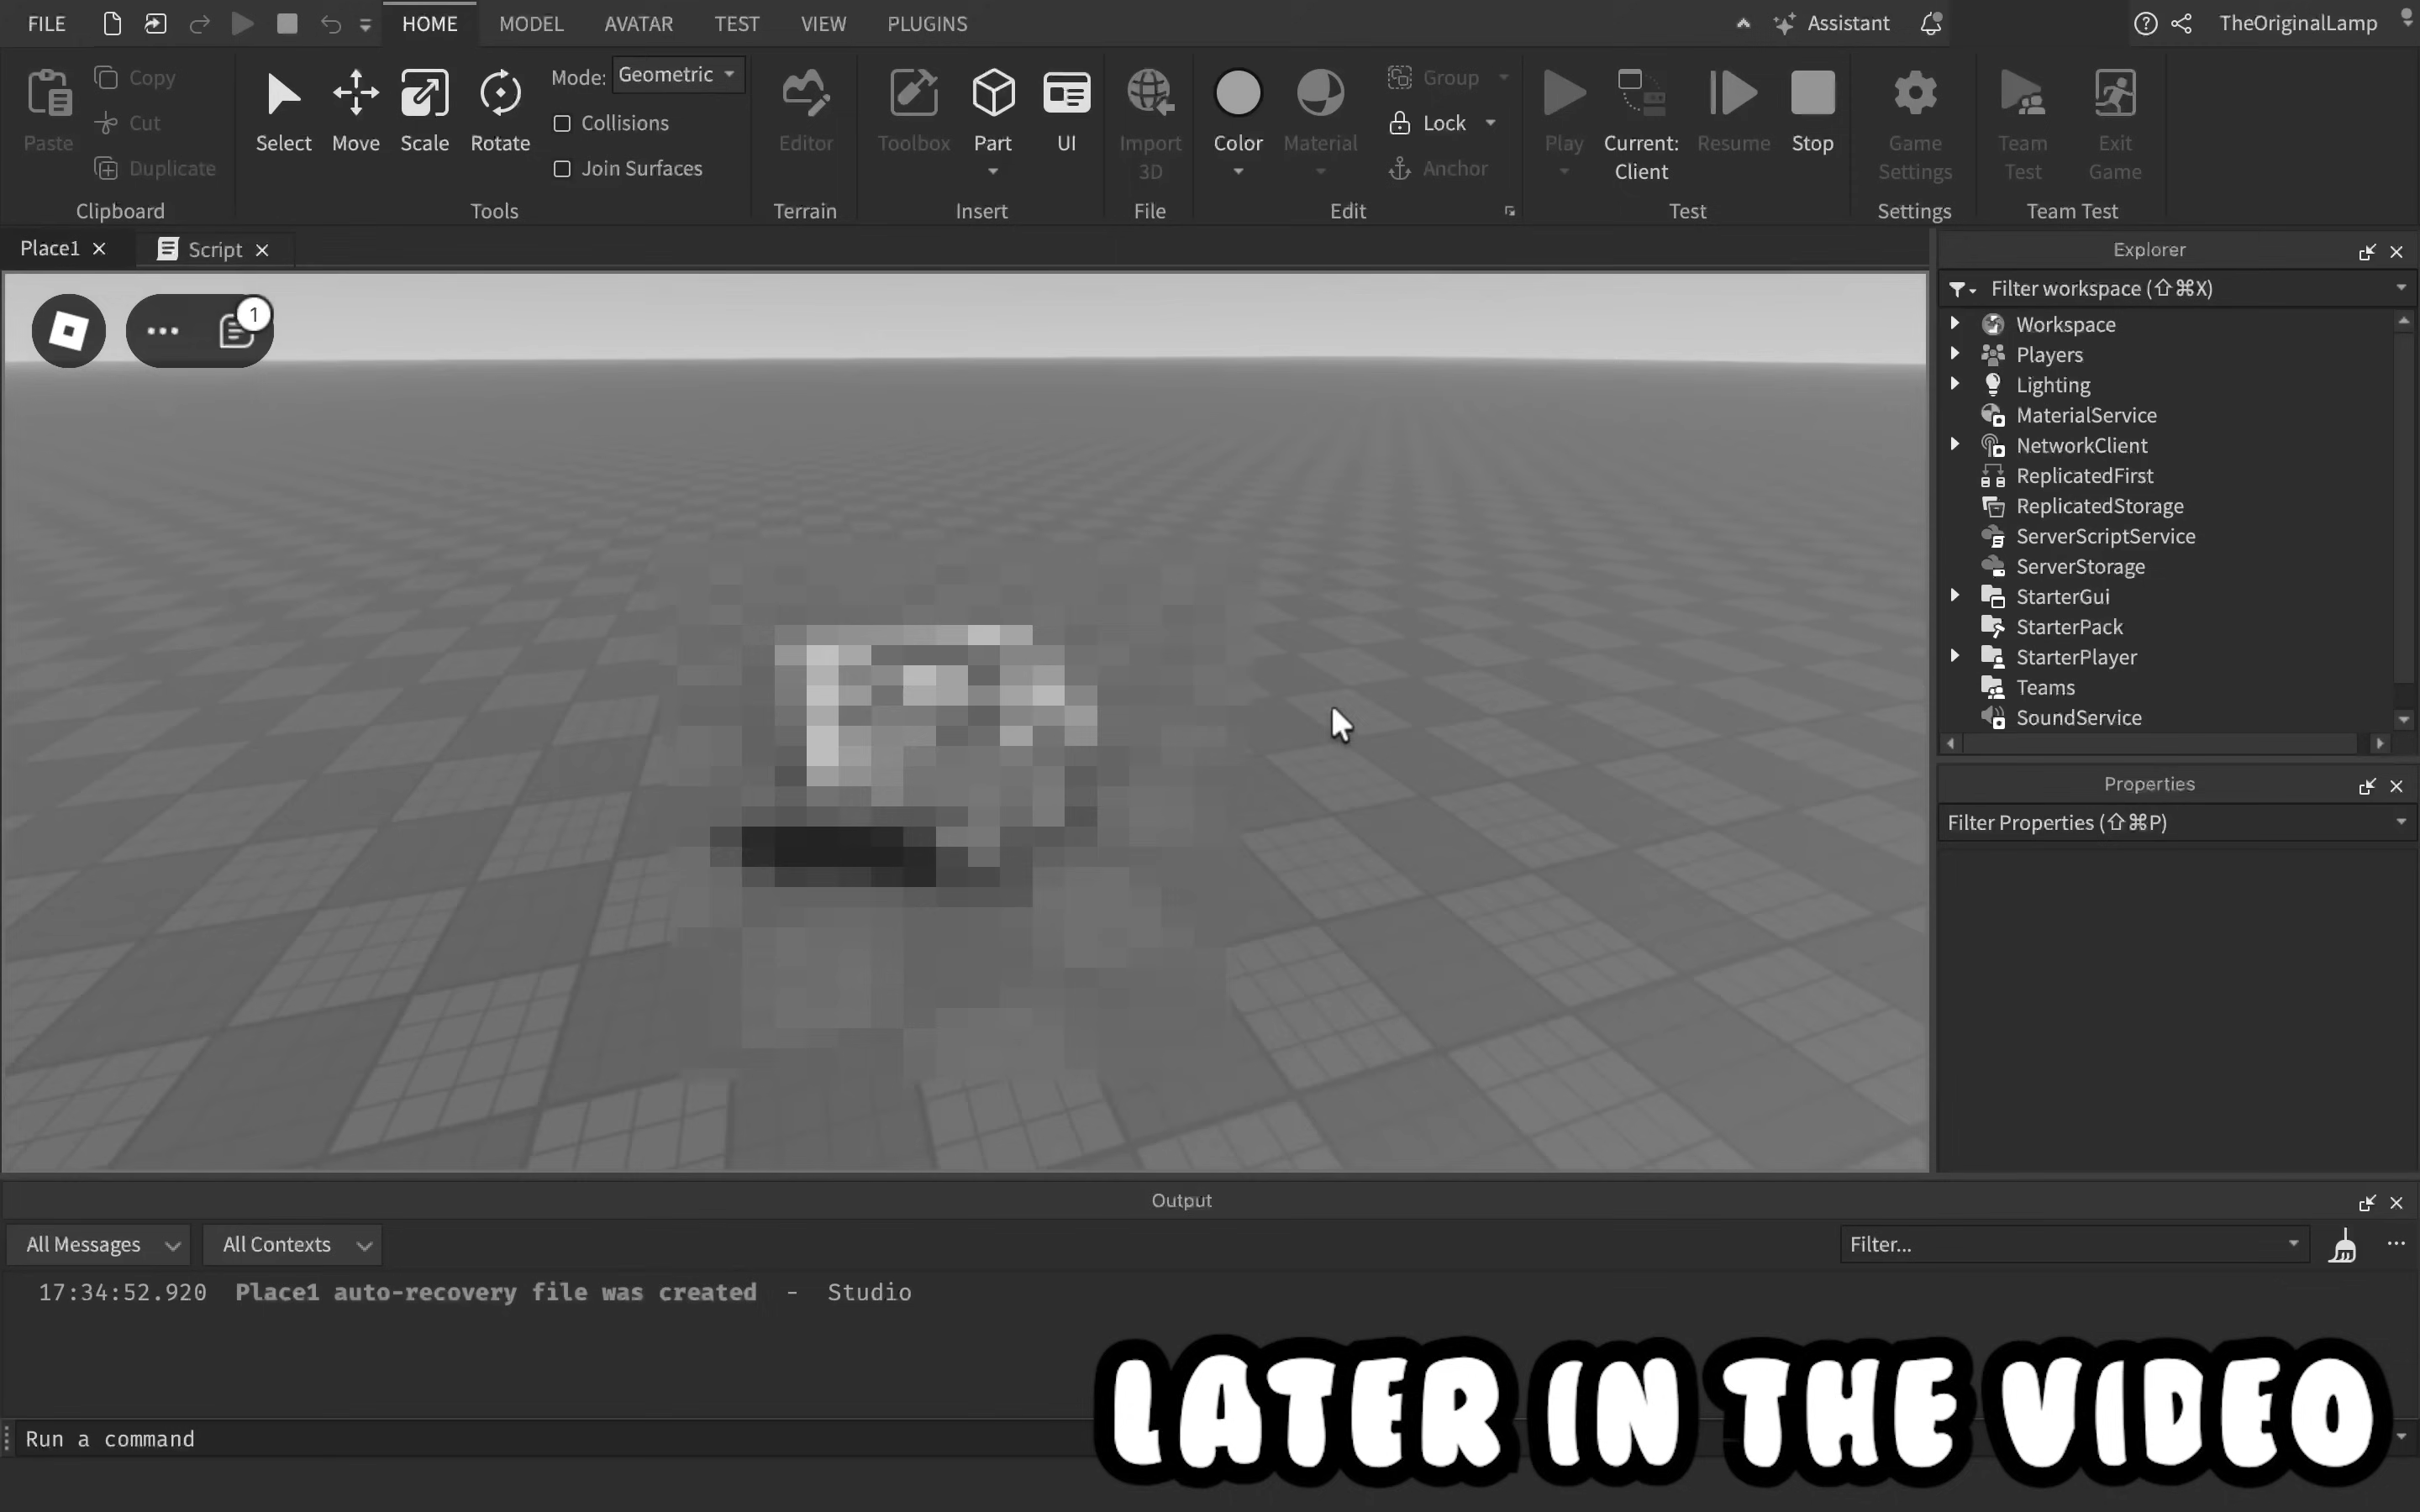 FILE HOME MODEL AVATAR TEST VIEW PLUGINS Assistant TheOriginalLamp
Paste
Copy
Cut
Duplicate
Clipboard
Select Move Scale Rotate
Mode: Geometric
Collisions
Join Surfaces
Tools
Editor
Terrain
Toolbox Part UI
Insert
Import
3D
File
Color Material
Group
Lock
Anchor
Edit
Play
Current:
Client
Resume Stop
Test
Game
Settings
Settings
Team
Test
Exit
Game
Team Test
Place1 Script
1
Explorer
Filter workspace (⇧⌘X)
Workspace
Players
Lighting
MaterialService
NetworkClient
ReplicatedFirst
ReplicatedStorage
ServerScriptService
ServerStorage
StarterGui
StarterPack
StarterPlayer
Teams
SoundService
Properties
Filter Properties (⇧⌘P)
Output
All Messages All Contexts Filter...
17:34:52.920 Place1 auto-recovery file was created - Studio
LATER IN THE VIDEO
Run a command